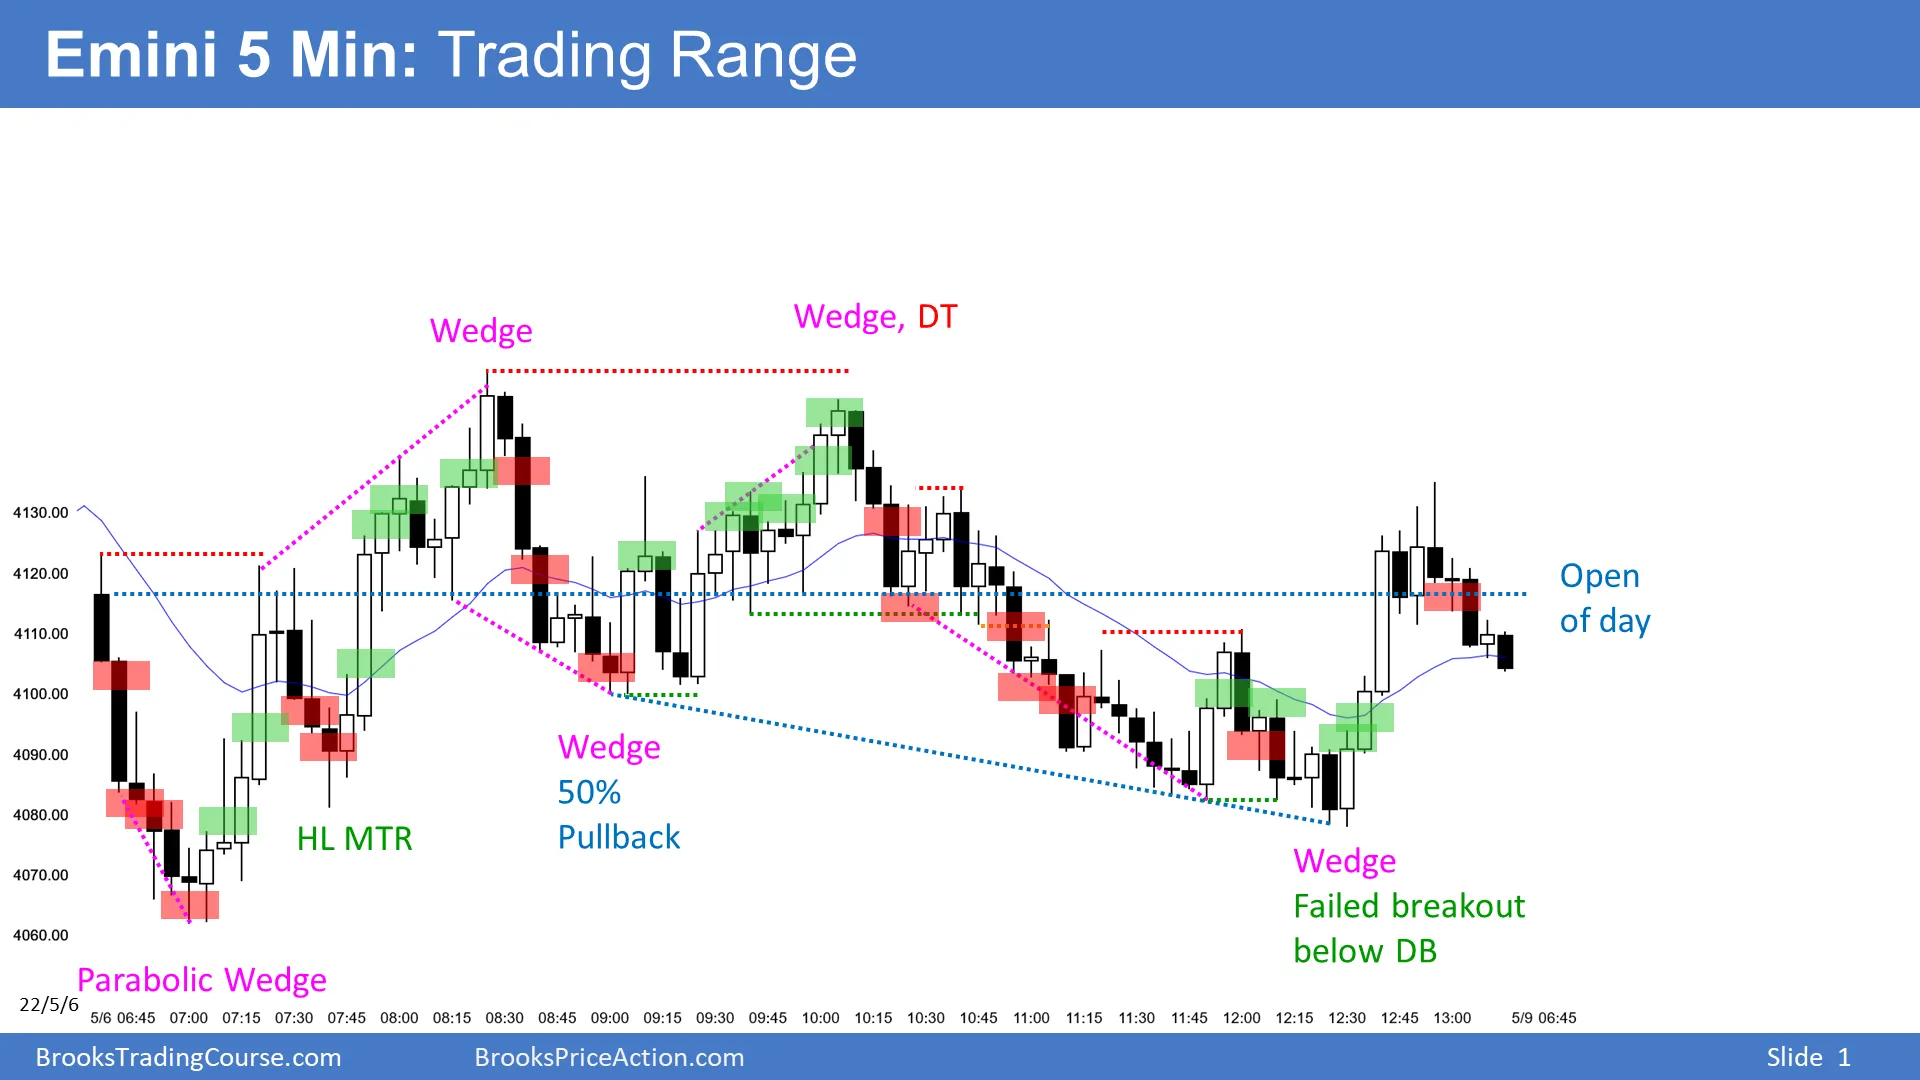 Emini 5 Min: Trading Range
Wedge
Wedge, DT
4130.00
4120.00
4110.00
4100.00
4090.00
4080.00
4070.00
4060.00
Open
of day
HL MTR
Wedge
50%
Pullback
Wedge
Failed breakout
below DB
Parabolic Wedge
22/5/6
5/6 06:45 07:00 07:15 07:30 07:45 08:00 08:15 08:30 08:45 09:00 09:15 09:30 09:45 10:00 10:15 10:30 10:45 11:00 11:15 11:30 11:45 12:00 12:15 12:30 12:45 13:00 5/9 06:45
BrooksTradingCourse.com BrooksPriceAction.com Slide 1